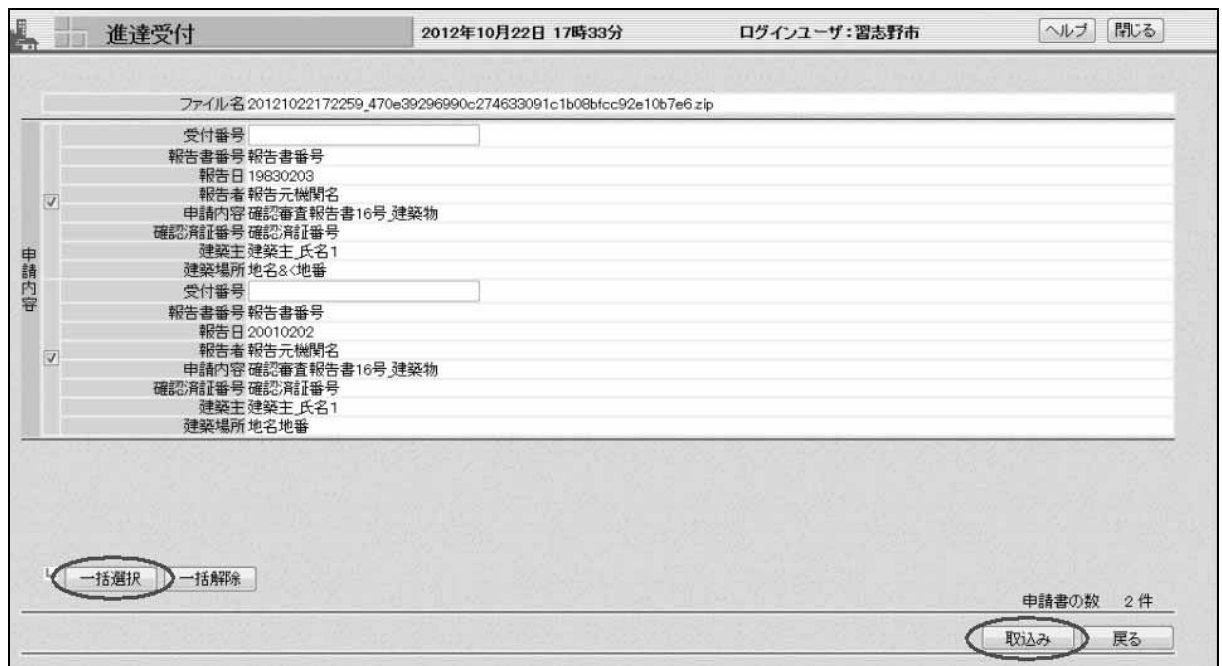 進達受付 2012年10月22日 17時33分 ログインユーザ:習志野市 ヘルプ 閉じる
ファイル名 20121022172259_470e39296990c274633091c1b08bfcc92e10b7e6.zip
申請内容
受付番号
報告書番号 報告書番号
報告日 19830203
報告者 報告元機関名
申請内容 確認審査報告書16号_建築物
確認済証番号 確認済証番号
建築主 建築主_氏名1
建築場所 地名&<地番
受付番号
報告書番号 報告書番号
報告日 20010202
報告者 報告元機関名
申請内容 確認審査報告書16号_建築物
確認済証番号 確認済証番号
建築主 建築主_氏名1
建築場所 地名地番
一括選択 一括解除
申請書の数 2件
取込み 戻る